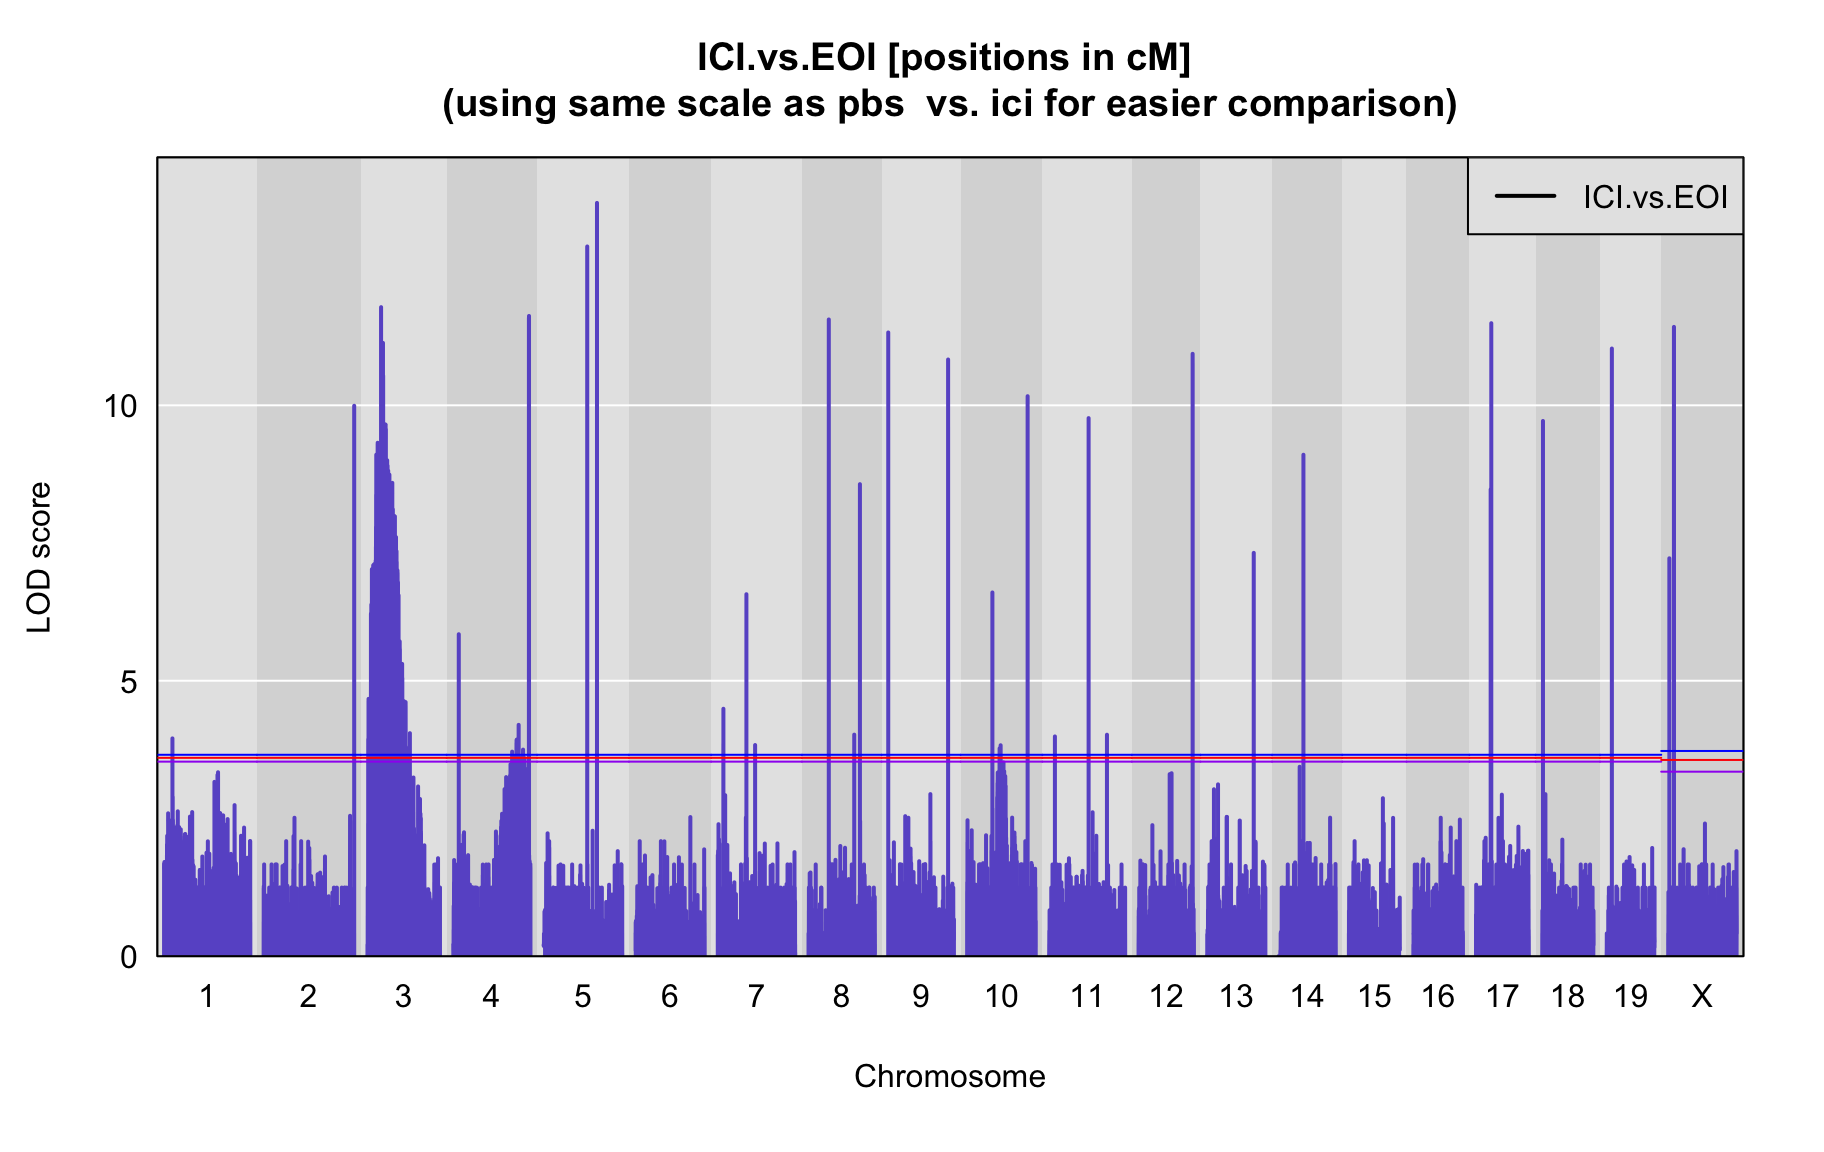 ICI.vs.EOI [positions in cM]
(using same scale as pbs  vs. ici for easier comparison)
ICI.vs.EOI
10
5
0
LOD score
1 2 3 4 5 6 7 8 9 10 11 12 13 14 15 16 17 18 19 X
Chromosome